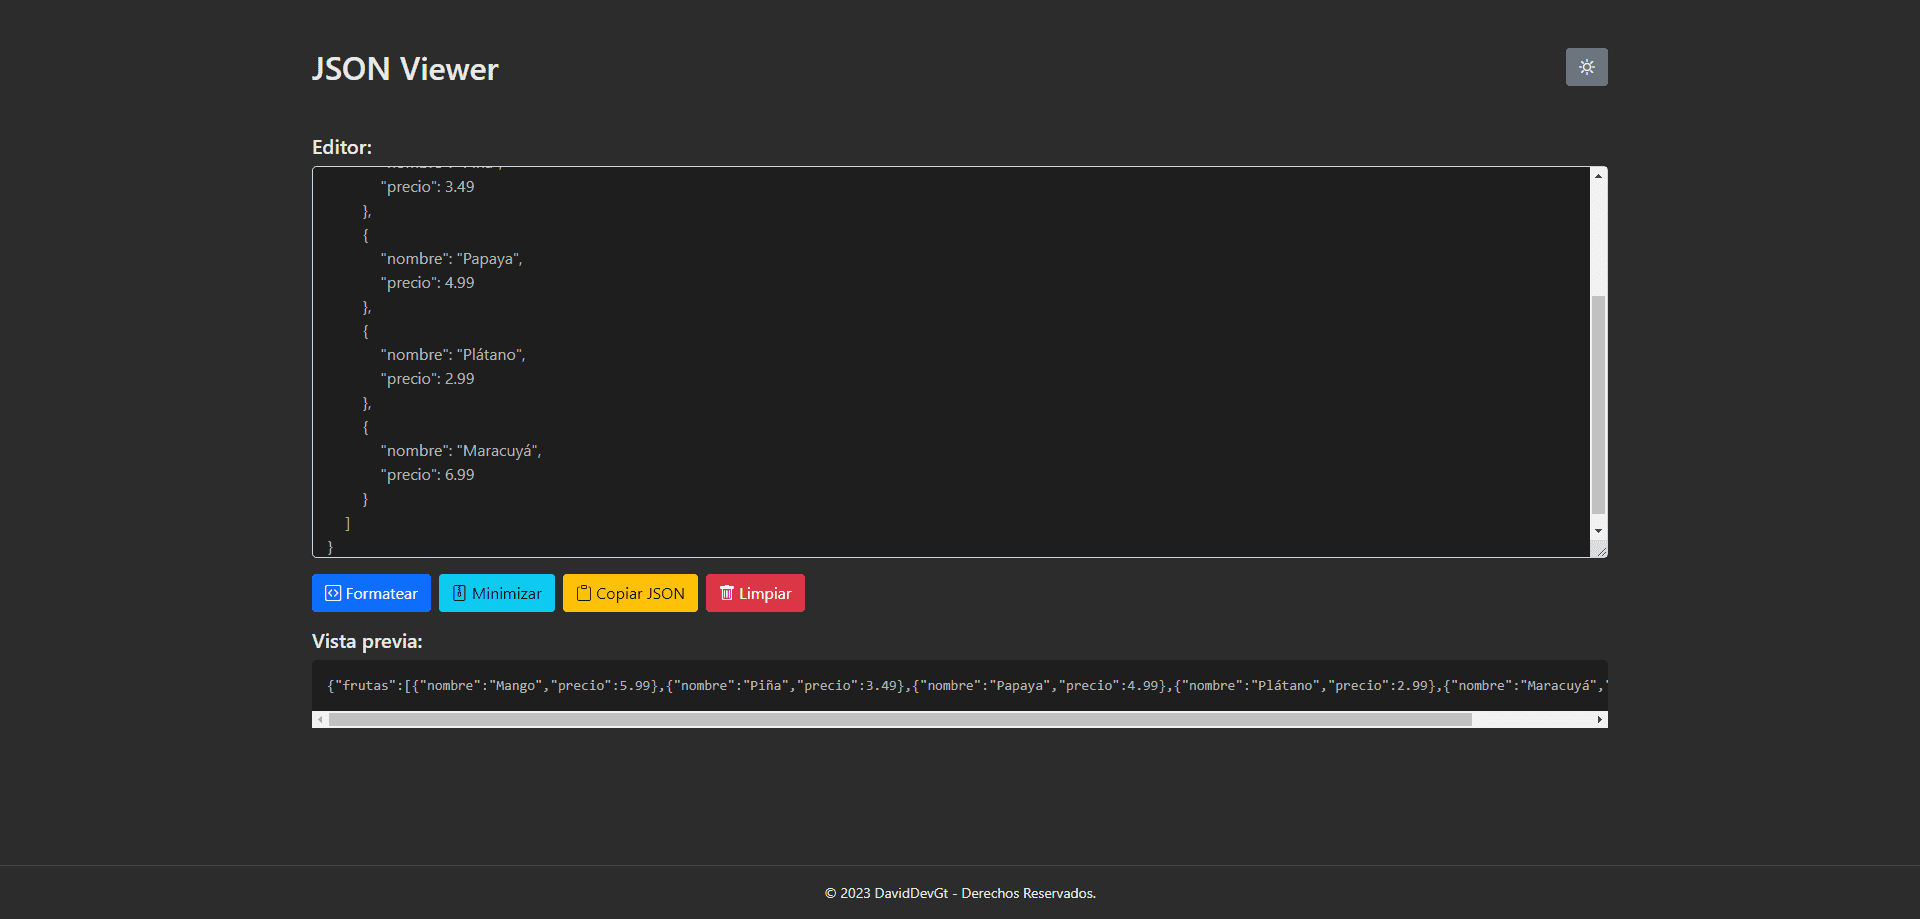 JSON Viewer
Editor:
"precio": 3.49
},
{
"nombre": "Papaya",
"precio": 4.99
},
{
"nombre": "Plátano",
"precio": 2.99
},
{
"nombre": "Maracuyá",
"precio": 6.99
}
]
}
Formatear Minimizar Copiar JSON Limpiar
Vista previa:
{"frutas":[{"nombre":"Mango","precio":5.99},{"nombre":"Piña","precio":3.49},{"nombre":"Papaya","precio":4.99},{"nombre":"Plátano","precio":2.99},{"nombre":"Maracuyá","
© 2023 DavidDevGt - Derechos Reservados.